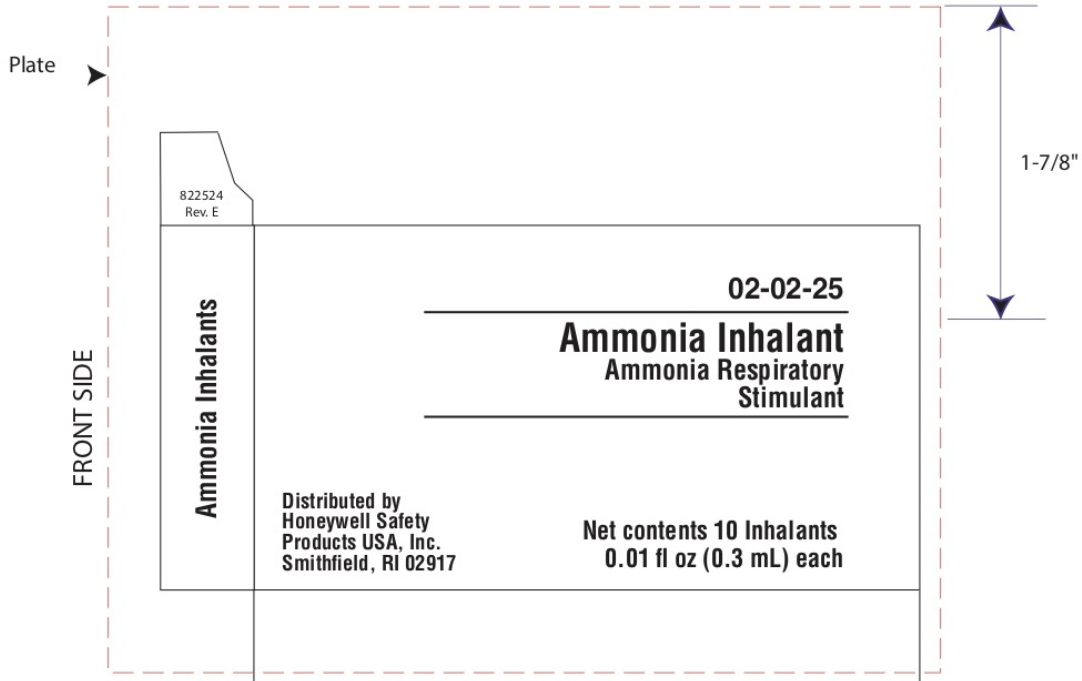 Plate
1-7/8"
822524
Rev. E
FRONT SIDE
Ammonia Inhalants
02-02-25
Ammonia Inhalant
Ammonia Respiratory
Stimulant
Distributed by
Honeywell Safety
Products USA, Inc.
Smithfield, RI 02917
Net contents 10 Inhalants
0.01 fl oz (0.3 mL) each